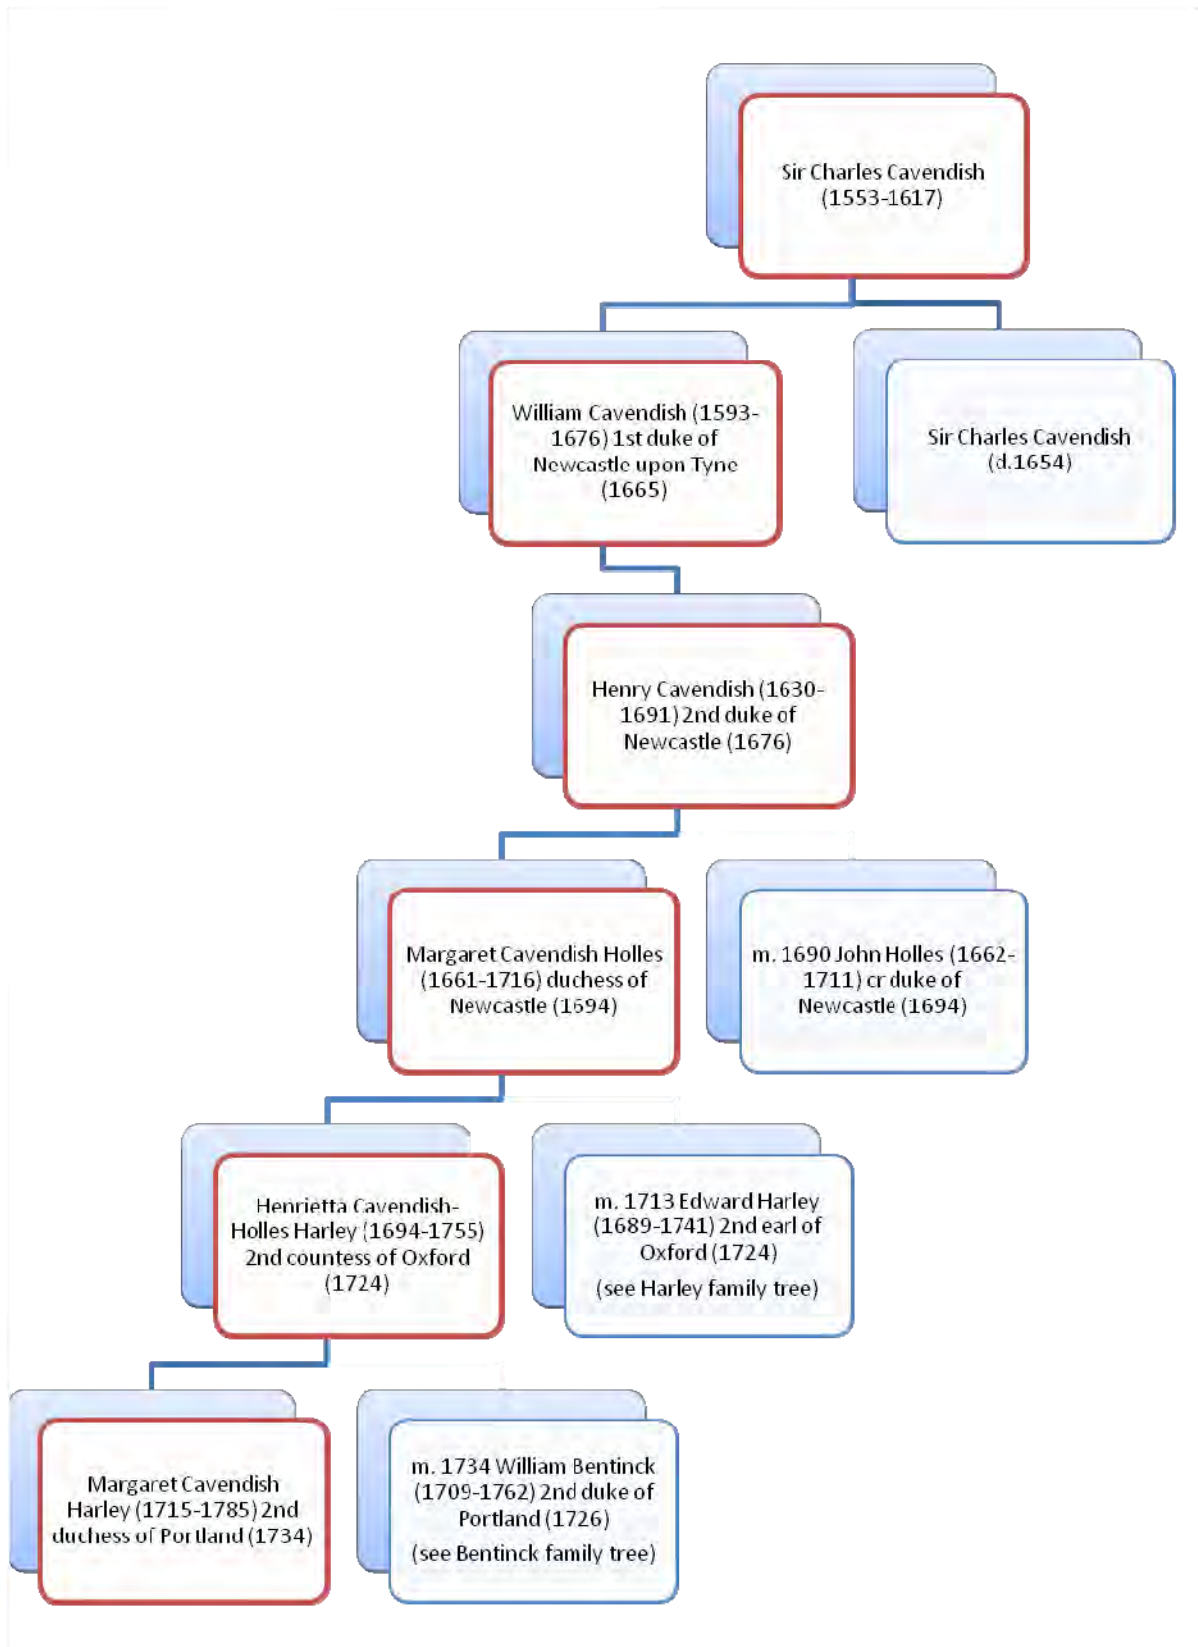 Sir Charles Cavendish
(1553-1617)
William Cavendish (1593-
1676) 1st duke of
Newcastle upon Tyne
(1665)
Sir Charles Cavendish
(d.1654)
Henry Cavendish (1630-
1691) 2nd duke of
Newcastle (1676)
Margaret Cavendish Holles
(1661-1716) duchess of
Newcastle (1694)
m. 1690 John Holles (1662-
1711) cr duke of
Newcastle (1694)
Henrietta Cavendish-
Holles Harley (1694-1755)
2nd countess of Oxford
(1724)
m. 1713 Edward Harley
(1689-1741) 2nd earl of
Oxford (1724)
(see Harley family tree)
Margaret Cavendish
Harley (1715-1785) 2nd
duchess of Portland (1734)
m. 1734 William Bentinck
(1709-1762) 2nd duke of
Portland (1726)
(see Bentinck family tree)